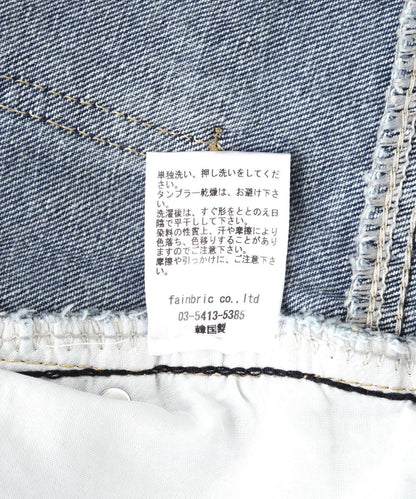 単独洗い、押し洗いをしてくだ
さい。
タンブラー乾燥は、お避け下さ
い。
洗濯後は、すぐ形をととのえ日
陰で平干しして下さい。
染料の性質上、汗や摩擦により
色落ち、色移りすることがあり
ますのでご注意下さい。
摩擦や引っかけに、ご注意下さ
い。
fainbric co.,ltd
03-5413-5385
韓国製